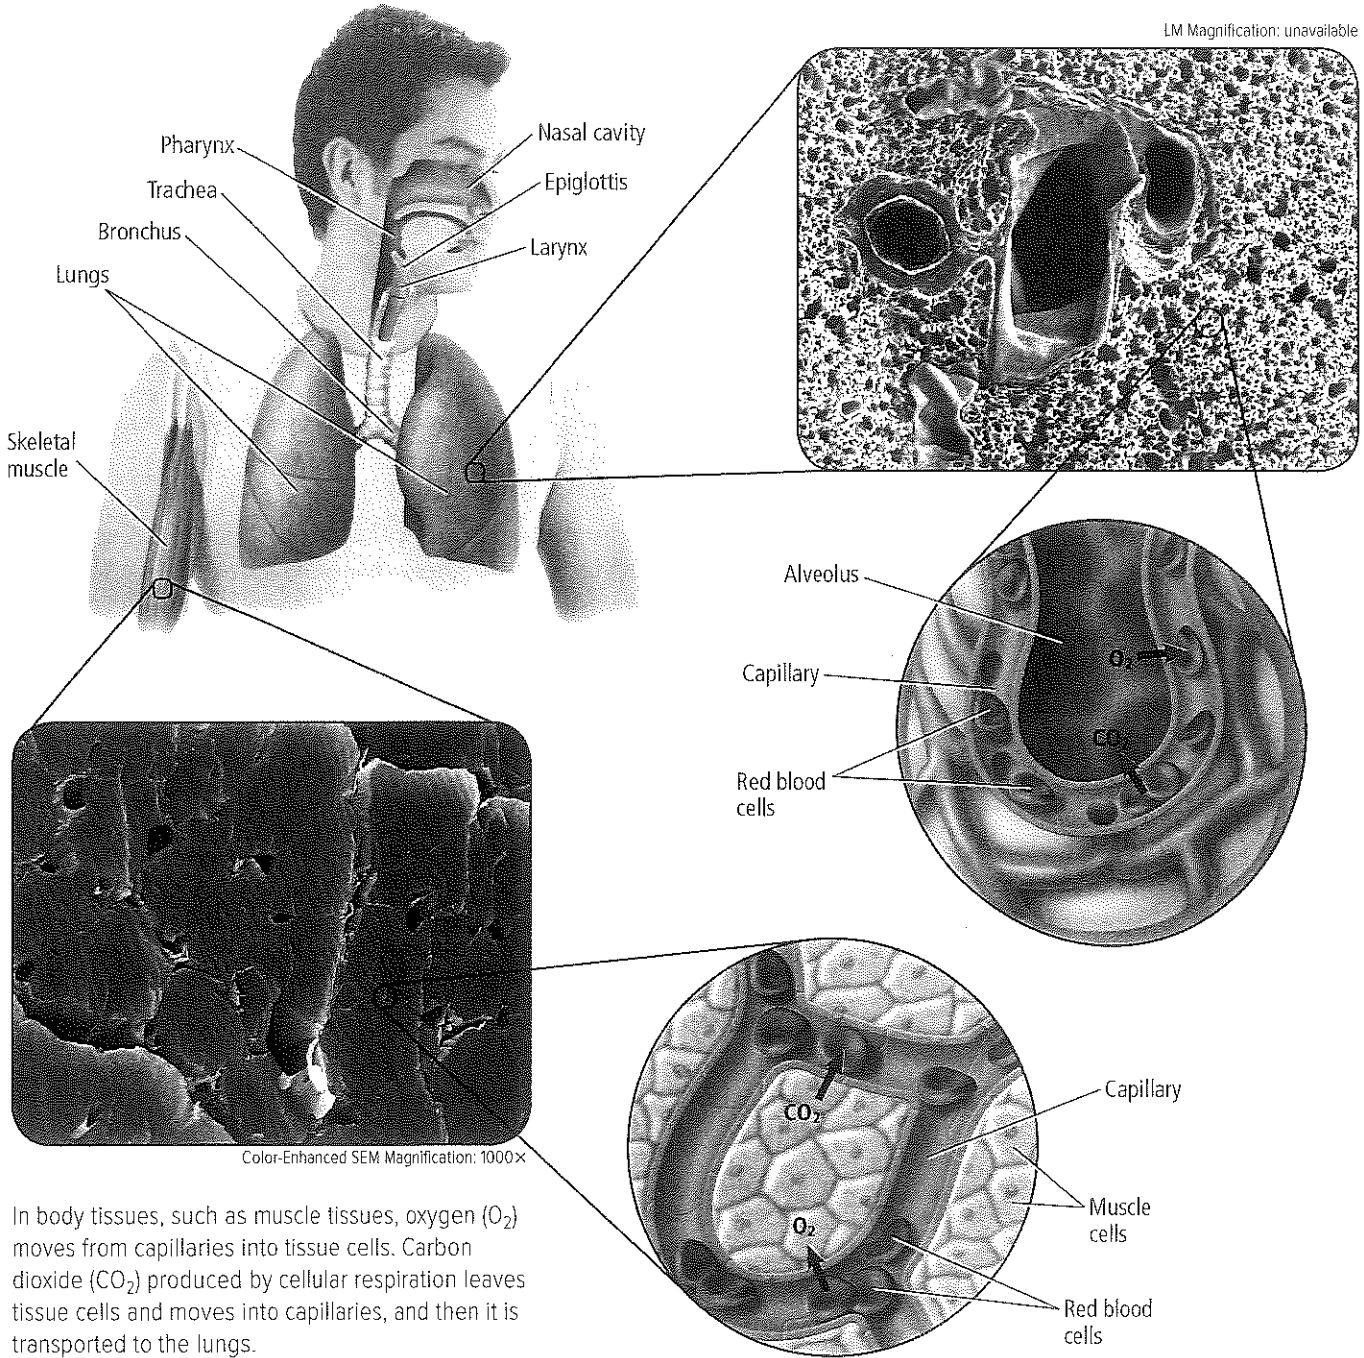 LM Magnification: unavailable
Pharynx
Nasal cavity
Trachea
Epiglottis
Bronchus
Larynx
Lungs
Skeletal
muscle
Alveolus
O₂
Capillary
CO₂
Red blood
cells
Color-Enhanced SEM Magnification: 1000×
CO₂
Capillary
O₂
Muscle
cells
Red blood
cells
In body tissues, such as muscle tissues, oxygen (O₂)
moves from capillaries into tissue cells. Carbon
dioxide (CO₂) produced by cellular respiration leaves
tissue cells and moves into capillaries, and then it is
transported to the lungs.